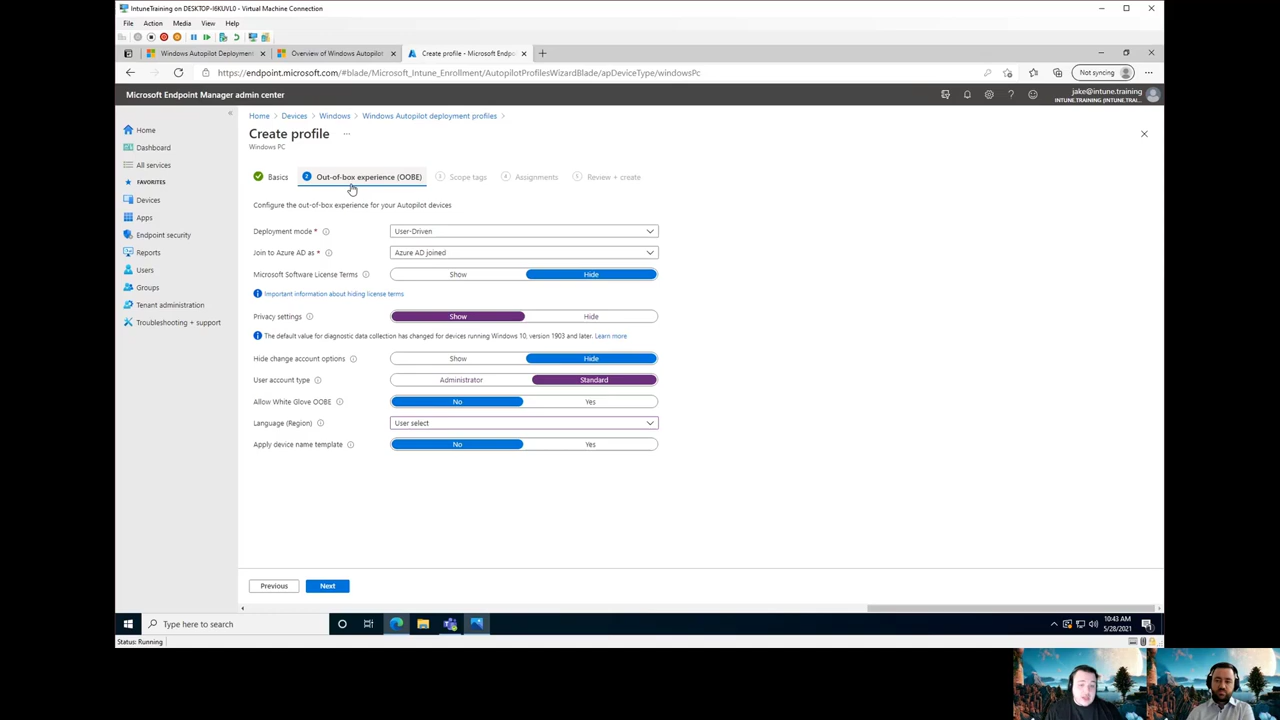 IntuneTraining on DESKTOP-I6KUVL0 - Virtual Machine Connection
File Action Media View Help
Windows Autopilot Deployment
Overview of Windows Autopilot
Create profile - Microsoft Endpo
https://endpoint.microsoft.com/#blade/Microsoft_Intune_Enrollment/AutopilotProfilesWizardBlade/apDeviceType/windowsPc
Not syncing
Microsoft Endpoint Manager admin center
jake@intune.training
INTUNE.TRAINING (INTUNE.TRAI...
Home
Dashboard
All services
FAVORITES
Devices
Apps
Endpoint security
Reports
Users
Groups
Tenant administration
Troubleshooting + support
Home > Devices > Windows > Windows Autopilot deployment profiles >
Create profile ...
Windows PC
Basics
2 Out-of-box experience (OOBE)
3 Scope tags
4 Assignments
5 Review + create
Configure the out-of-box experience for your Autopilot devices
Deployment mode * User-Driven
Join to Azure AD as * Azure AD joined
Microsoft Software License Terms Show Hide
Important information about hiding license terms
Privacy settings Show Hide
The default value for diagnostic data collection has changed for devices running Windows 10, version 1903 and later. Learn more
Hide change account options Show Hide
User account type Administrator Standard
Allow White Glove OOBE No Yes
Language (Region) User select
Apply device name template No Yes
Previous Next
Type here to search
10:43 AM
5/28/2021
Status: Running